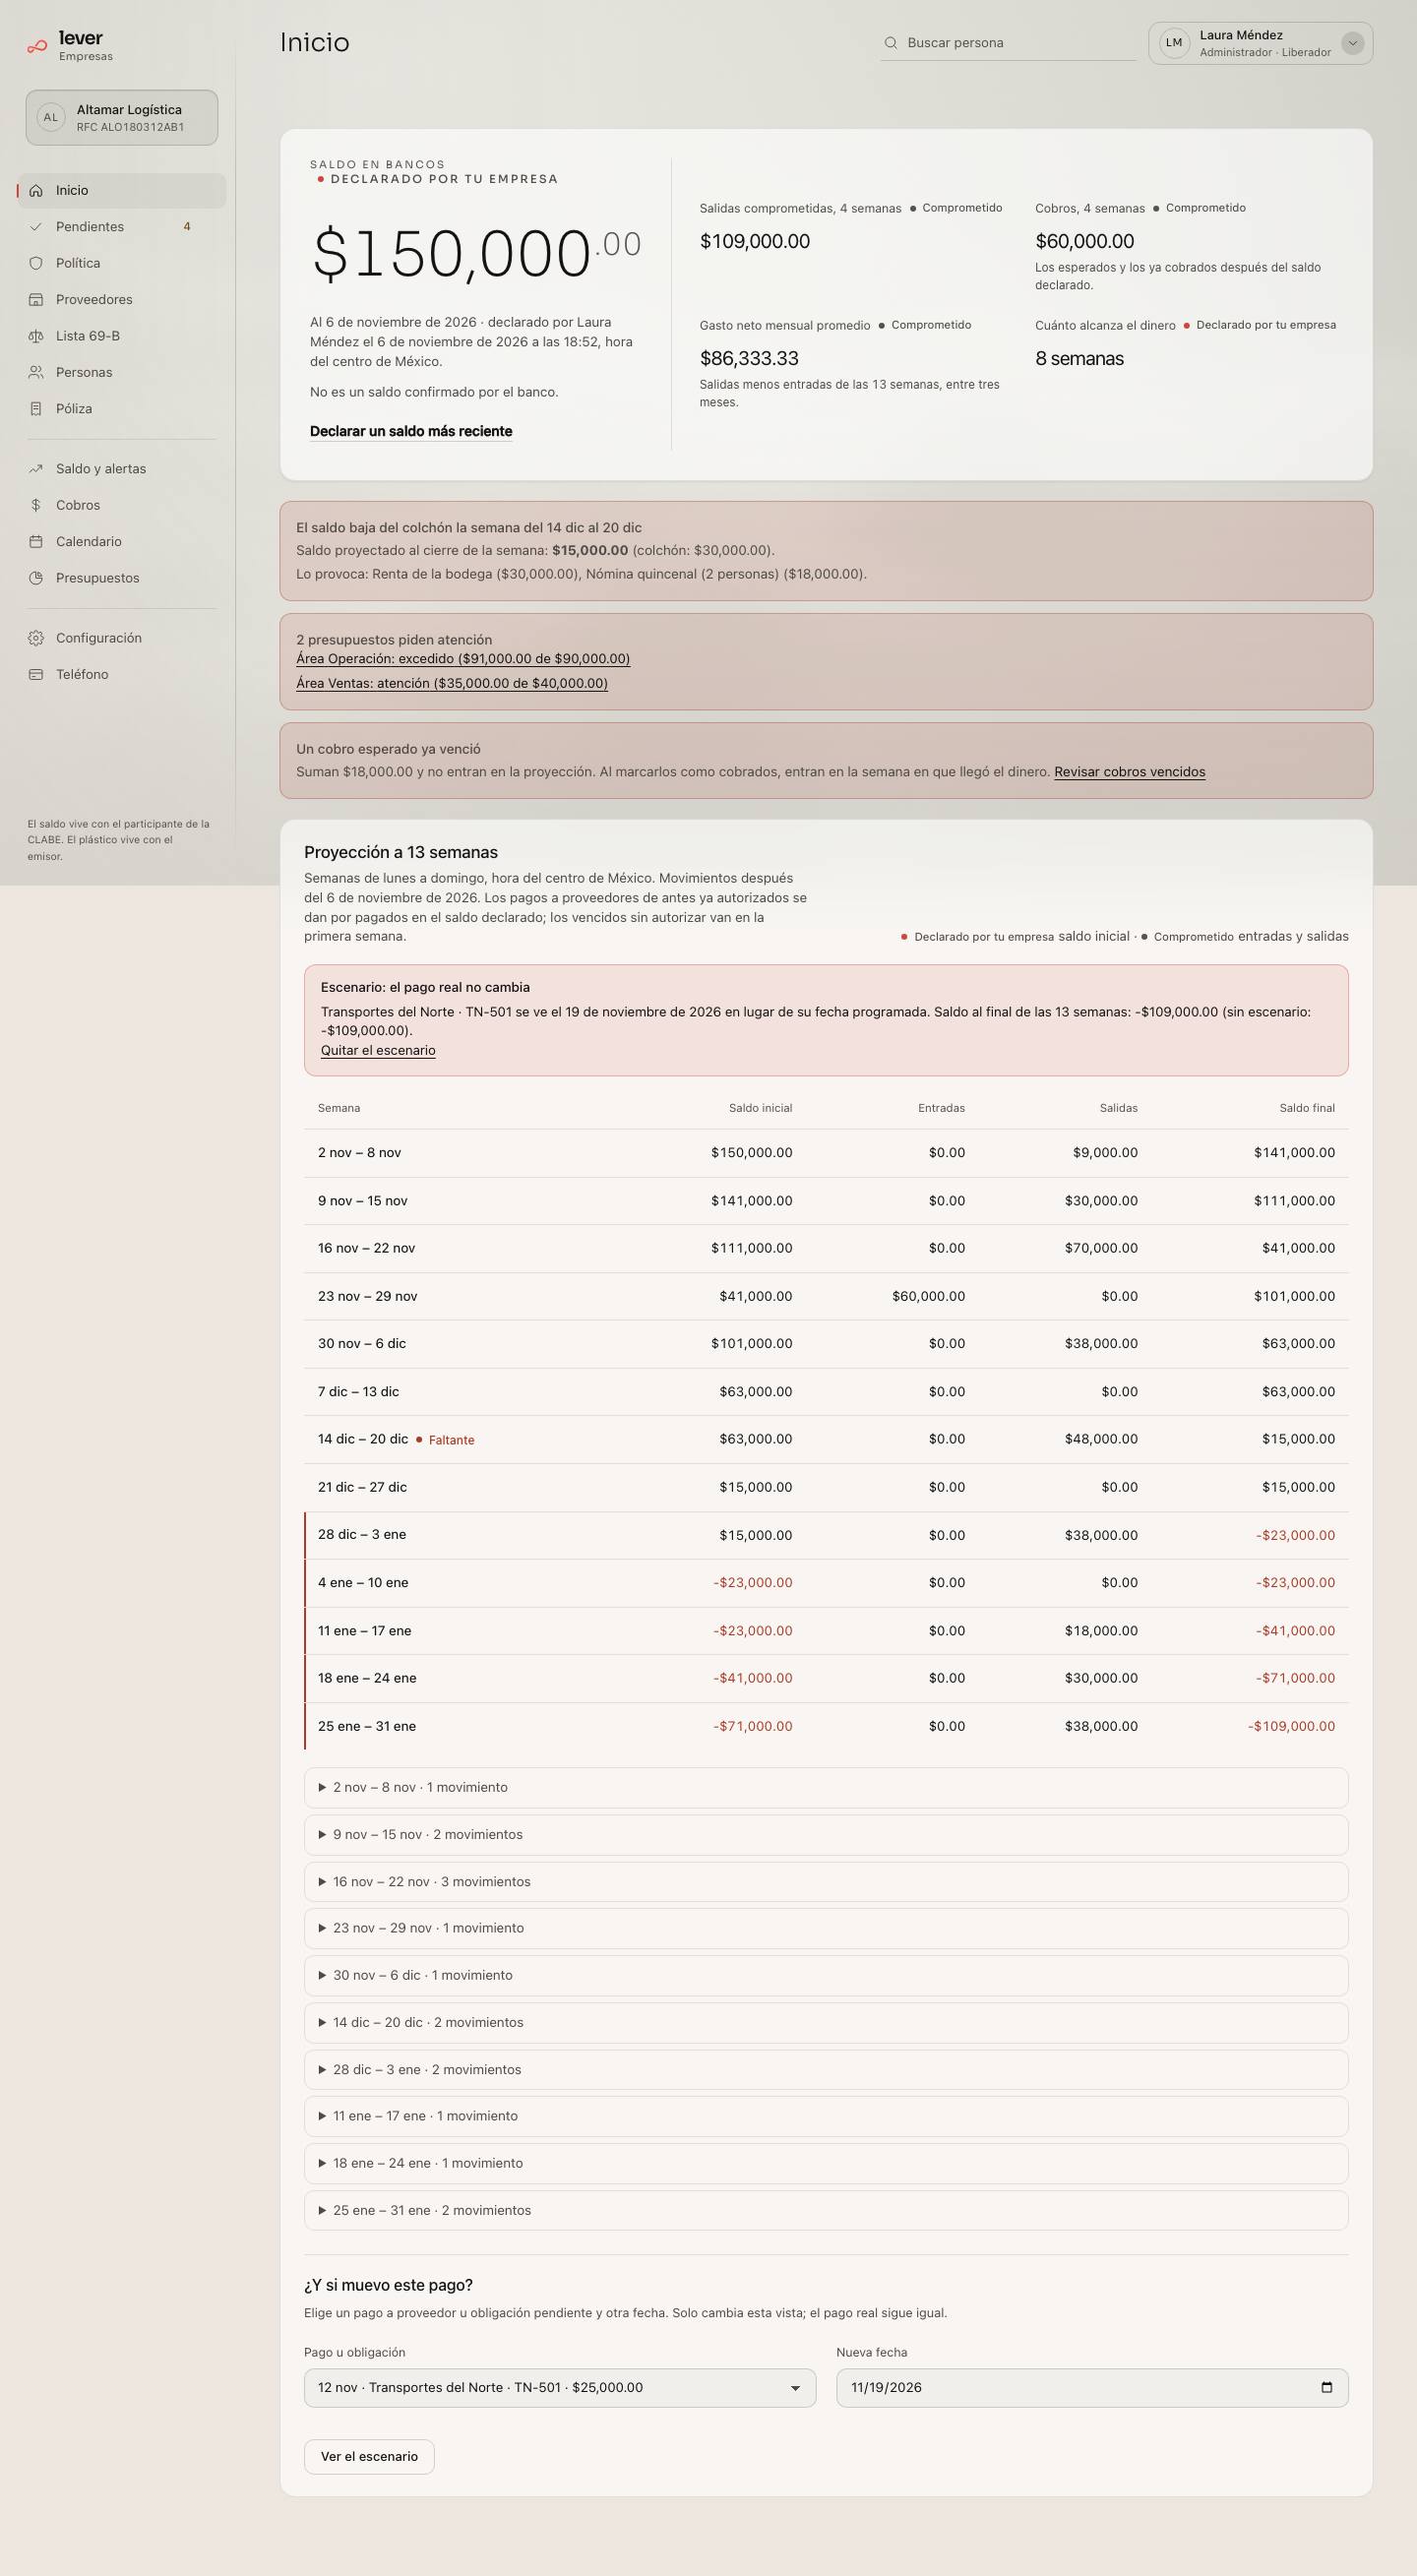 lever
Empresas
AL
Altamar Logística
RFC ALO180312AB1
Inicio
Pendientes 4
Política
Proveedores
Lista 69-B
Personas
Póliza
Saldo y alertas
Cobros
Calendario
Presupuestos
Configuración
Teléfono
El saldo vive con el participante de la
CLABE. El plástico vive con el
emisor.
Inicio
Buscar persona
LM
Laura Méndez
Administrador · Liberador
SALDO EN BANCOS
DECLARADO POR TU EMPRESA
$150,000.00
Al 6 de noviembre de 2026 · declarado por Laura
Méndez el 6 de noviembre de 2026 a las 18:52, hora
del centro de México.
No es un saldo confirmado por el banco.
Declarar un saldo más reciente
Salidas comprometidas, 4 semanas Comprometido
$109,000.00
Cobros, 4 semanas Comprometido
$60,000.00
Los esperados y los ya cobrados después del saldo
declarado.
Gasto neto mensual promedio Comprometido
$86,333.33
Salidas menos entradas de las 13 semanas, entre tres
meses.
Cuánto alcanza el dinero Declarado por tu empresa
8 semanas
El saldo baja del colchón la semana del 14 dic al 20 dic
Saldo proyectado al cierre de la semana: $15,000.00 (colchón: $30,000.00).
Lo provoca: Renta de la bodega ($30,000.00), Nómina quincenal (2 personas) ($18,000.00).
2 presupuestos piden atención
Área Operación: excedido ($91,000.00 de $90,000.00)
Área Ventas: atención ($35,000.00 de $40,000.00)
Un cobro esperado ya venció
Suman $18,000.00 y no entran en la proyección. Al marcarlos como cobrados, entran en la semana en que llegó el dinero. Revisar cobros vencidos
Proyección a 13 semanas
Semanas de lunes a domingo, hora del centro de México. Movimientos después
del 6 de noviembre de 2026. Los pagos a proveedores de antes ya autorizados se
dan por pagados en el saldo declarado; los vencidos sin autorizar van en la
primera semana.
Declarado por tu empresa saldo inicial · Comprometido entradas y salidas
Escenario: el pago real no cambia
Transportes del Norte · TN-501 se ve el 19 de noviembre de 2026 en lugar de su fecha programada. Saldo al final de las 13 semanas: -$109,000.00 (sin escenario:
-$109,000.00).
Quitar el escenario
Semana Saldo inicial Entradas Salidas Saldo final
2 nov – 8 nov $150,000.00 $0.00 $9,000.00 $141,000.00
9 nov – 15 nov $141,000.00 $0.00 $30,000.00 $111,000.00
16 nov – 22 nov $111,000.00 $0.00 $70,000.00 $41,000.00
23 nov – 29 nov $41,000.00 $60,000.00 $0.00 $101,000.00
30 nov – 6 dic $101,000.00 $0.00 $38,000.00 $63,000.00
7 dic – 13 dic $63,000.00 $0.00 $0.00 $63,000.00
14 dic – 20 dic Faltante $63,000.00 $0.00 $48,000.00 $15,000.00
21 dic – 27 dic $15,000.00 $0.00 $0.00 $15,000.00
28 dic – 3 ene $15,000.00 $0.00 $38,000.00 -$23,000.00
4 ene – 10 ene -$23,000.00 $0.00 $0.00 -$23,000.00
11 ene – 17 ene -$23,000.00 $0.00 $18,000.00 -$41,000.00
18 ene – 24 ene -$41,000.00 $0.00 $30,000.00 -$71,000.00
25 ene – 31 ene -$71,000.00 $0.00 $38,000.00 -$109,000.00
2 nov – 8 nov · 1 movimiento
9 nov – 15 nov · 2 movimientos
16 nov – 22 nov · 3 movimientos
23 nov – 29 nov · 1 movimiento
30 nov – 6 dic · 1 movimiento
14 dic – 20 dic · 2 movimientos
28 dic – 3 ene · 2 movimientos
11 ene – 17 ene · 1 movimiento
18 ene – 24 ene · 1 movimiento
25 ene – 31 ene · 2 movimientos
¿Y si muevo este pago?
Elige un pago a proveedor u obligación pendiente y otra fecha. Solo cambia esta vista; el pago real sigue igual.
Pago u obligación
12 nov · Transportes del Norte · TN-501 · $25,000.00
Nueva fecha
11/19/2026
Ver el escenario